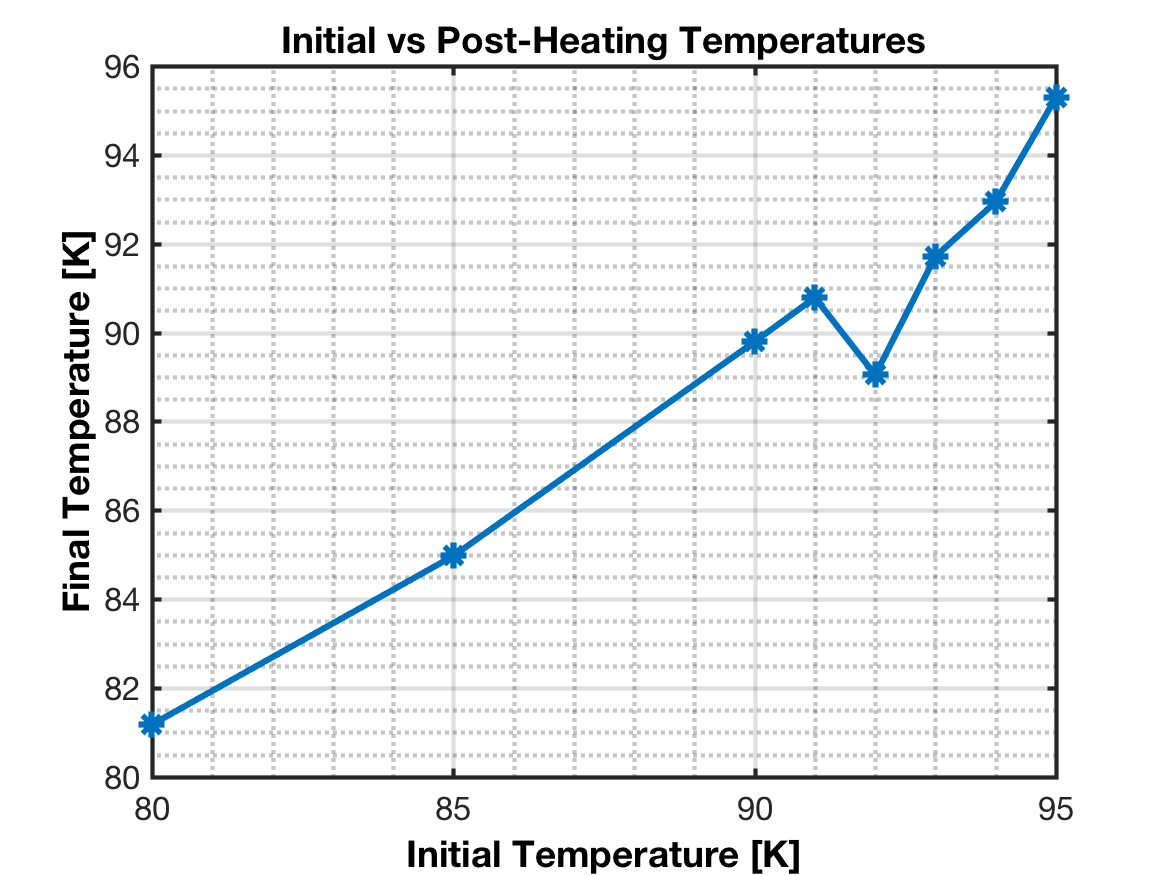 Initial vs Post-Heating Temperatures
96
94
92
90
88
86
84
82
80
Final Temperature [K]
80 85 90 95
Initial Temperature [K]